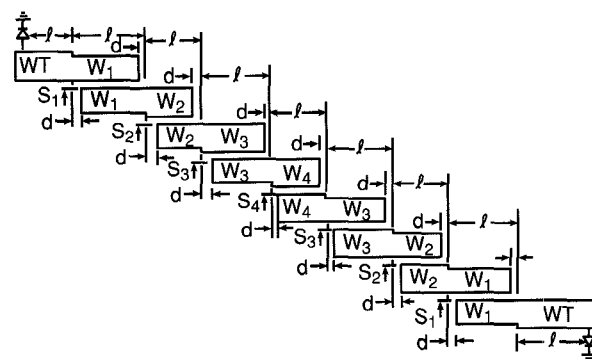 ℓ ℓ d ℓ
WT W1 d ℓ
S1 W1 W2 d ℓ
d S2 W2 W3 d ℓ
d S3 W3 W4 d ℓ
d S4 W4 W3 d ℓ
d S3 W3 W2
d S2 W2 W1
d S1 W1 WT
d ℓ